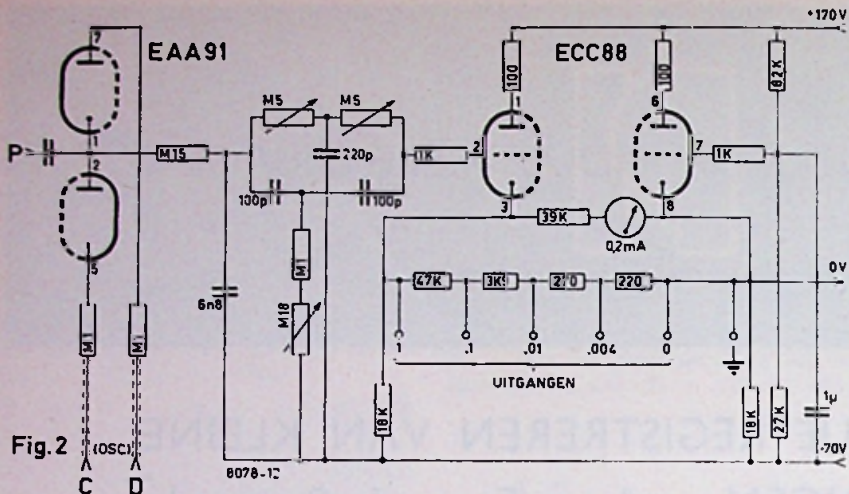 EAA91
ECC88
+170V
7
1
2
5
P
M15
M5
M5
220p
100p
100p
6n8
M1
M18
1K
2
1
3
100
100
6
8
7
1K
82K
39K
0,2mA
0V
47K
3K9
270
220
1
.1
.01
.004
0
UITGANGEN
18K
18K
27K
1µ
-70V
M1
M1
Fig.2
(OSC)
C
D
8078-12